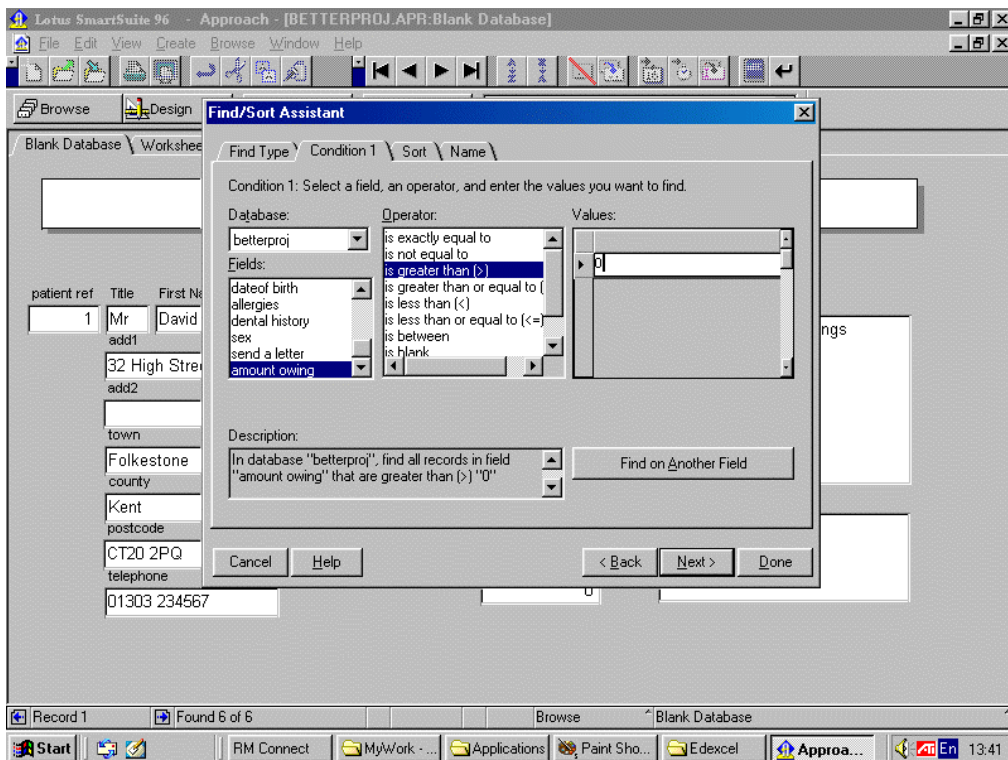 Lotus SmartSuite 96 - Approach - [BETTERPROJ.APR:Blank Database]
File Edit View Create Browse Window Help
Browse
Design
Blank Database
Find/Sort Assistant
Find Type
Condition 1
Sort
Name
Condition 1: Select a field, an operator, and enter the values you want to find.
Database:
betterproj
Fields:
dateof birth
allergies
dental history
sex
send a letter
amount owing
Operator:
is exactly equal to
is not equal to
is greater than (>)
is greater than or equal to (
is less than (<)
is less than or equal to (<=)
is between
is blank
Values:
0
Description:
In database "betterproj", find all records in field
"amount owing" that are greater than (>) "0"
Find on Another Field
Cancel
Help
< Back
Next >
Done
patient ref
Title
1
Mr
David
add1
32 High
add2
town
Folkestone
county
Kent
postcode
CT20 2PQ
telephone
01303 234567
0
Record 1
Found 6 of 6
Browse
Blank Database
Start
RM Connect
MyWork - ...
Applications
Paint Sho...
Edexcel
Approa...
ATI
En
13:41